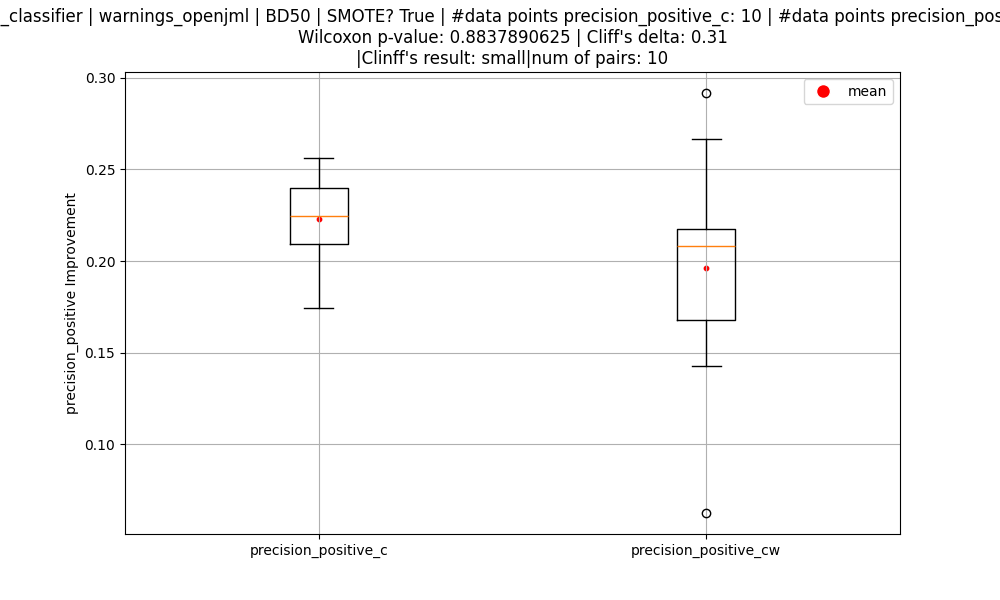 _classifier | warnings_openjml | BD50 | SMOTE? True | #data points precision_positive_c: 10 | #data points precision_pos
Wilcoxon p-value: 0.8837890625 | Cliff's delta: 0.31
|Clinff's result: small|num of pairs: 10
mean
0.30
0.25
0.20
0.15
0.10
precision_positive Improvement
precision_positive_c
precision_positive_cw